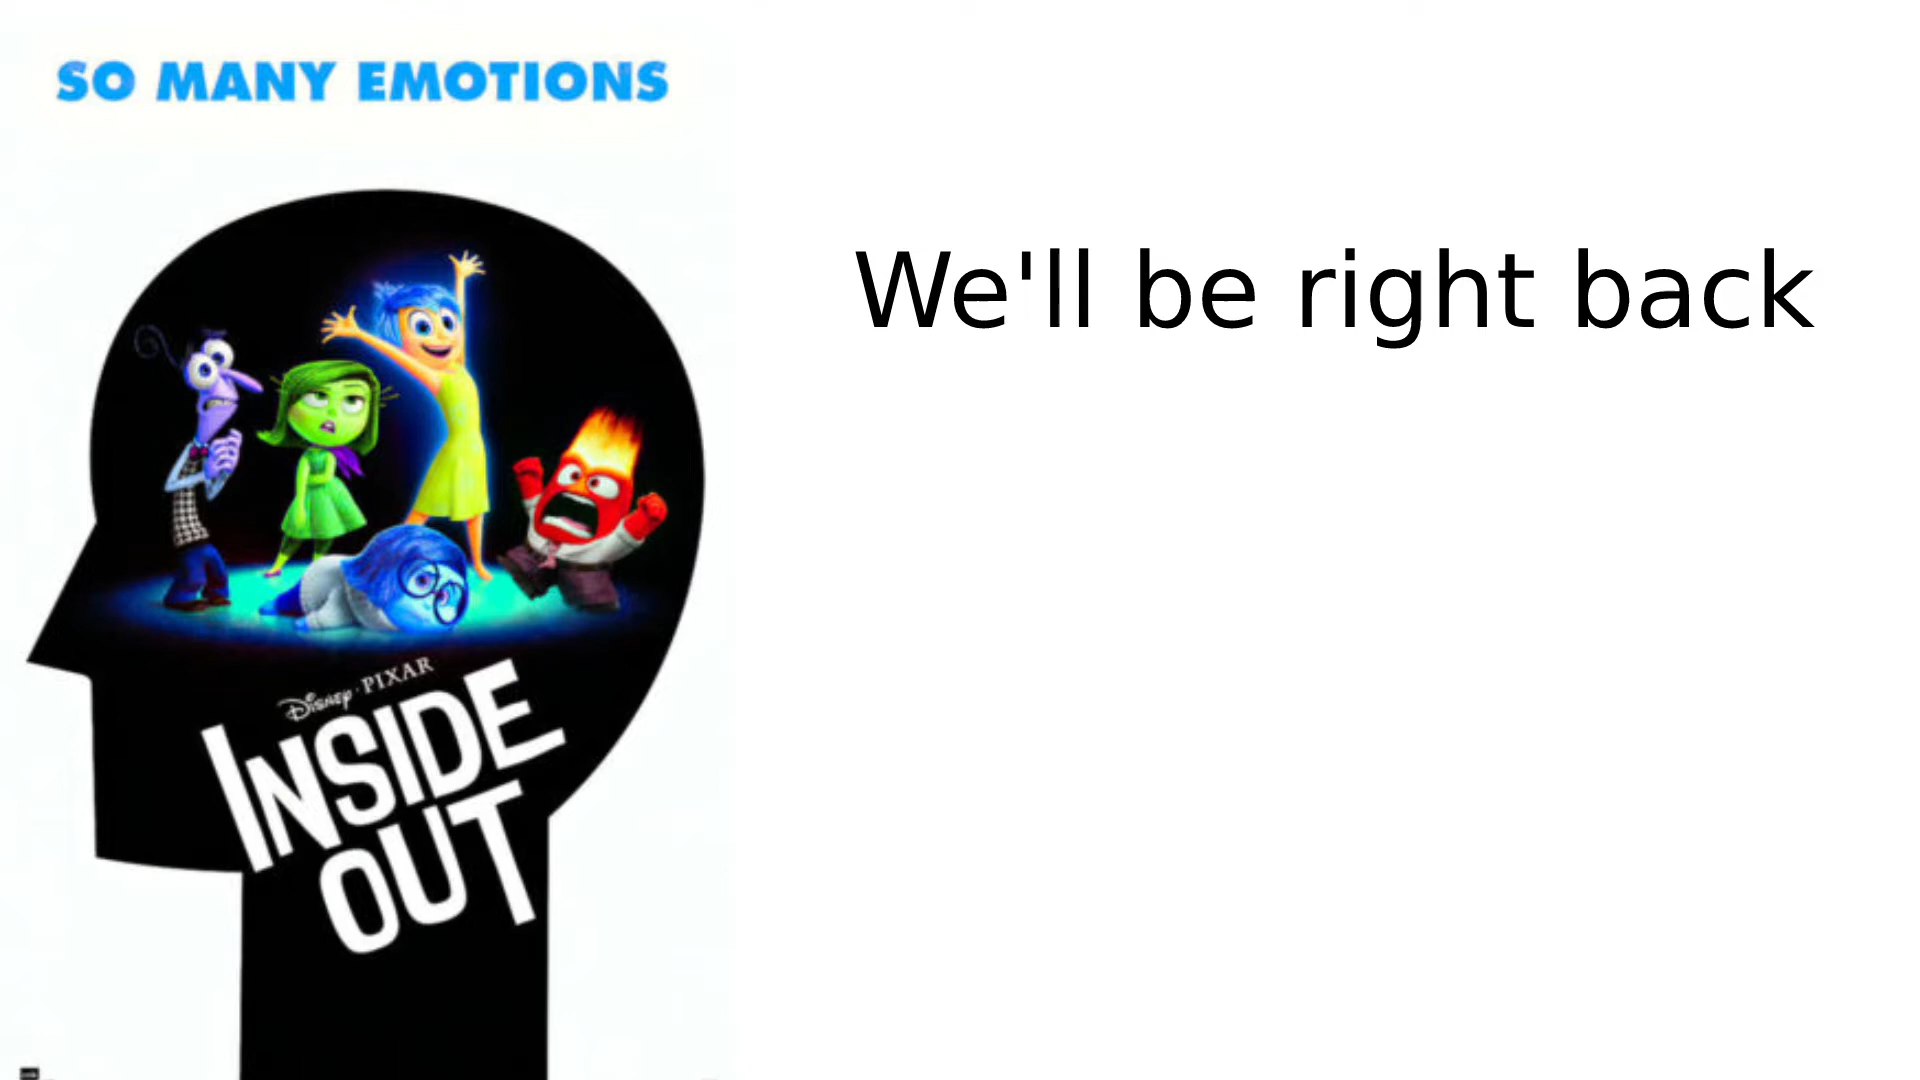 SO MANY EMOTIONS
We'll be right back
Disney · PIXAR
INSIDE
OUT